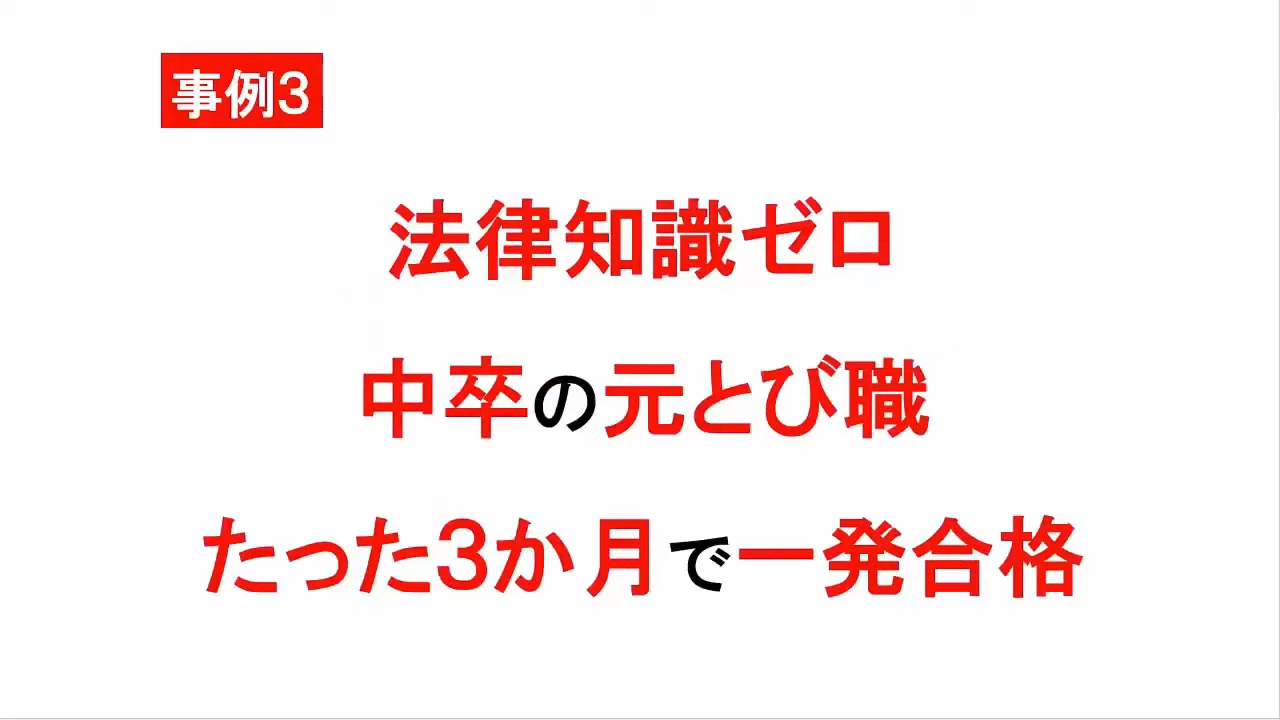 事例3
法律知識ゼロ
中卒の元とび職
たった3か月で一発合格